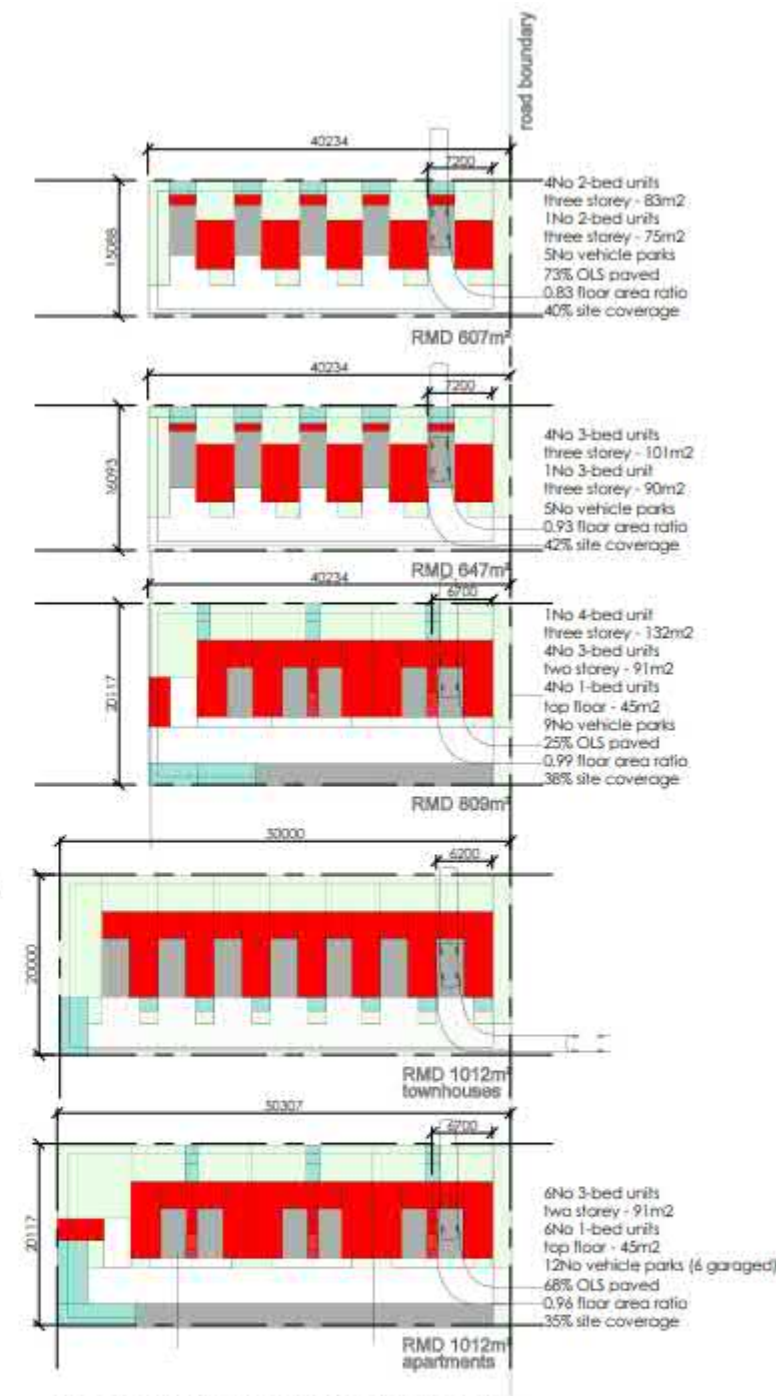 road boundary
40234
7200
15088
4No 2-bed units
three storey - 83m2
1No 2-bed units
three storey - 75m2
5No vehicle parks
73% OLS paved
0.83 floor area ratio
40% site coverage
RMD 607m²
40234
7200
16093
4No 3-bed units
three storey - 101m2
1No 3-bed unit
three storey - 90m2
5No vehicle parks
0.93 floor area ratio
42% site coverage
RMD 647m²
40234
6700
20117
1No 4-bed unit
three storey - 132m2
4No 3-bed units
two storey - 91m2
4No 1-bed units
top floor - 45m2
9No vehicle parks
25% OLS paved
0.99 floor area ratio
38% site coverage
RMD 809m²
50000
6200
20000
RMD 1012m²
townhouses
50307
6700
20117
6No 3-bed units
two storey - 91m2
6No 1-bed units
top floor - 45m2
12No vehicle parks (6 garaged)
68% OLS paved
0.96 floor area ratio
35% site coverage
RMD 1012m²
apartments